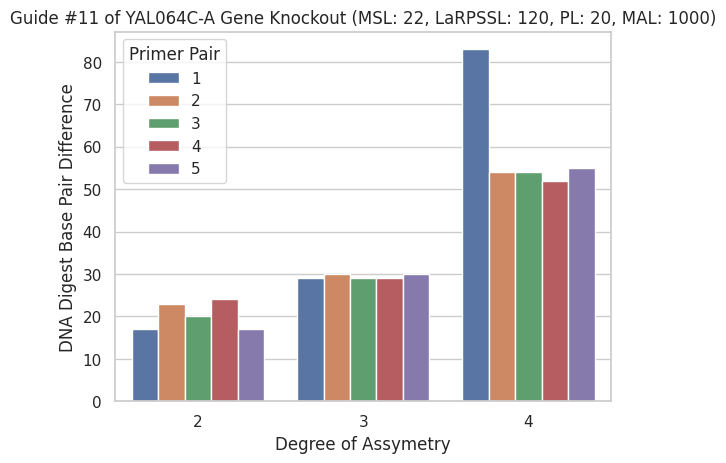 Guide #11 of YAL064C-A Gene Knockout (MSL: 22, LaRPSSL: 120, PL: 20, MAL: 1000)
Primer Pair
1
2
3
4
5
DNA Digest Base Pair Difference
80
70
60
50
40
30
20
10
0
2 3 4
Degree of Assymetry